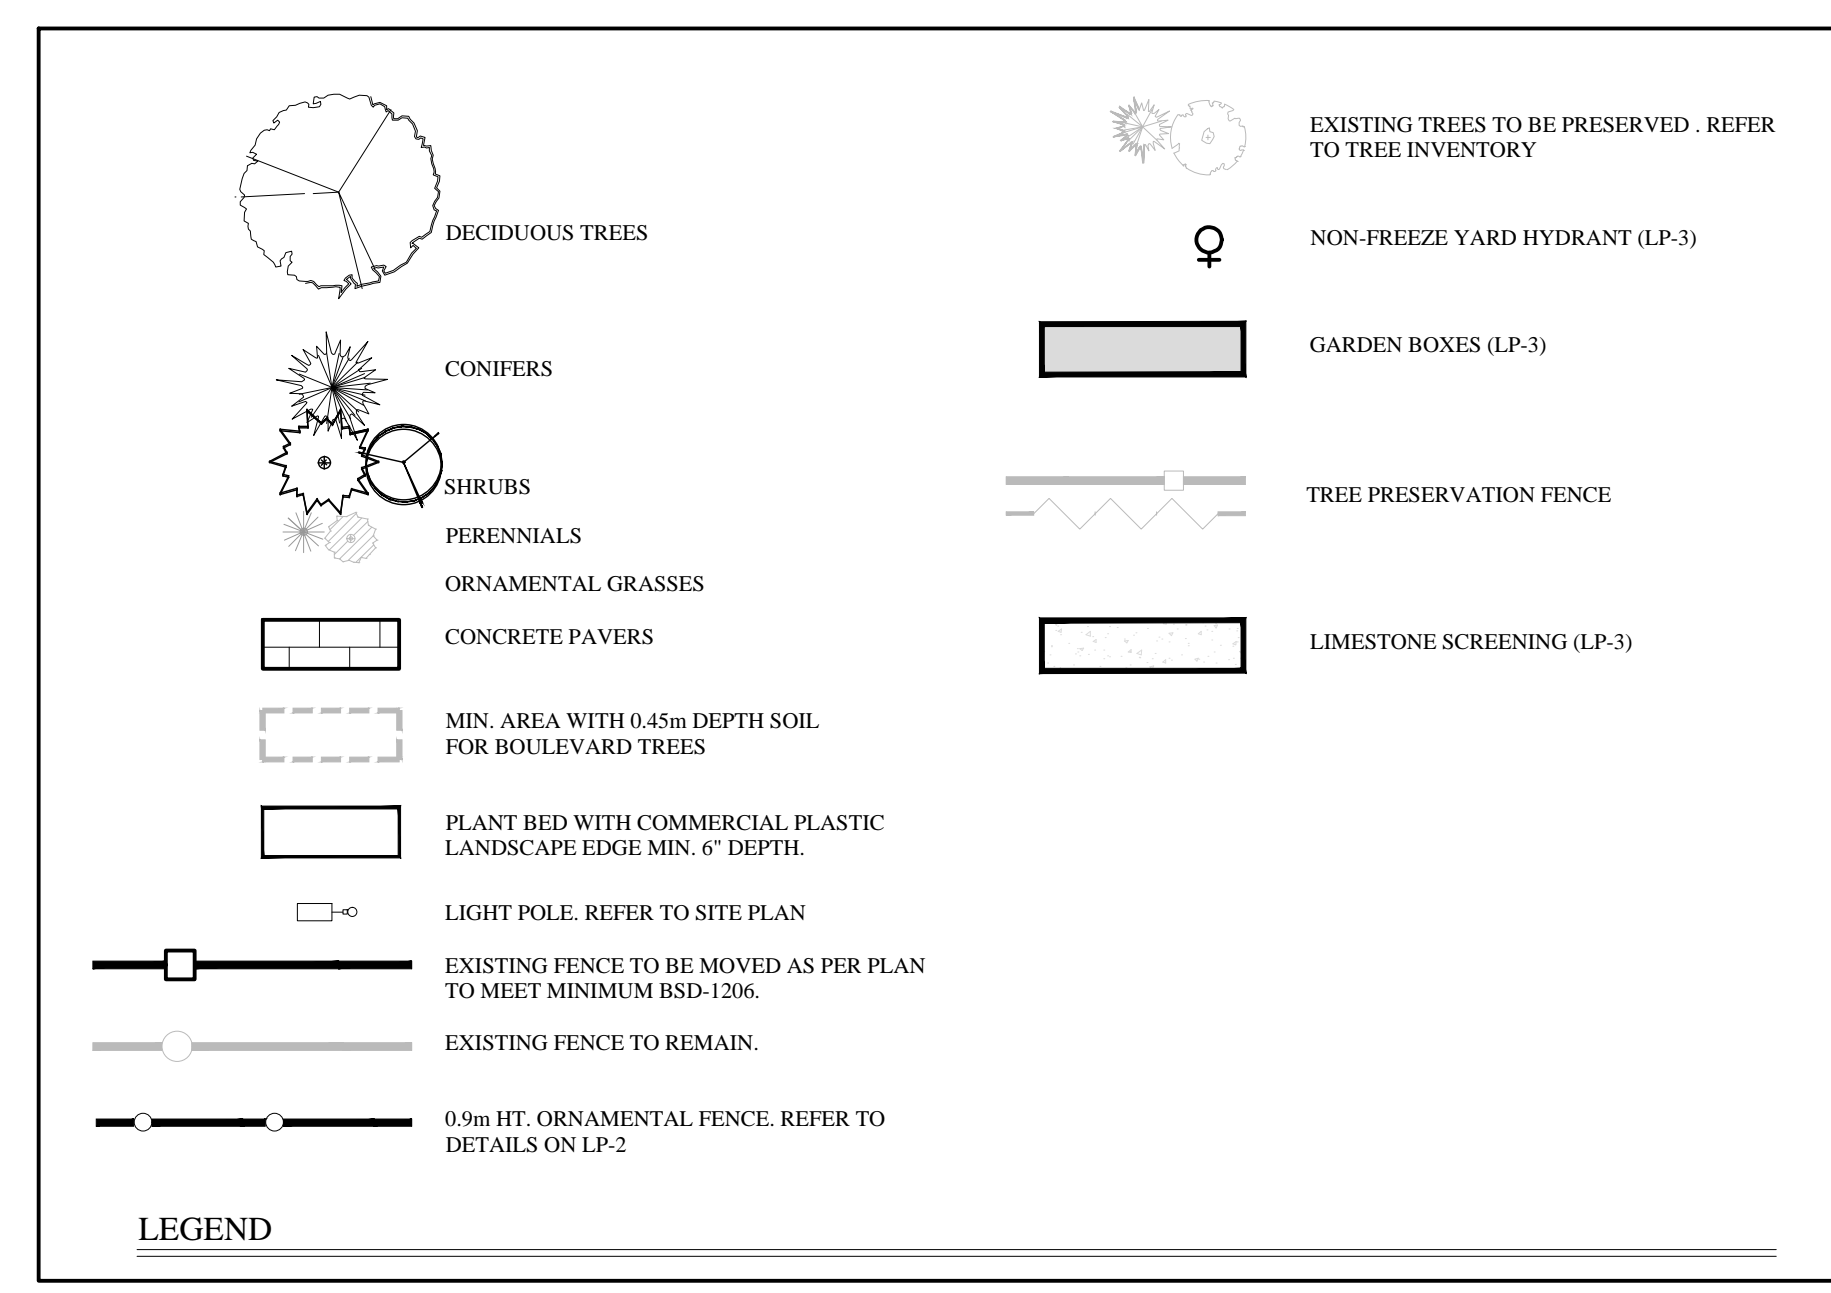 DECIDUOUS TREES
CONIFERS
SHRUBS
PERENNIALS
ORNAMENTAL GRASSES
CONCRETE PAVERS
MIN. AREA WITH 0.45m DEPTH SOIL
FOR BOULEVARD TREES
PLANT BED WITH COMMERCIAL PLASTIC
LANDSCAPE EDGE MIN. 6" DEPTH.
LIGHT POLE. REFER TO SITE PLAN
EXISTING FENCE TO BE MOVED AS PER PLAN
TO MEET MINIMUM BSD-1206.
EXISTING FENCE TO REMAIN.
0.9m HT. ORNAMENTAL FENCE. REFER TO
DETAILS ON LP-2
EXISTING TREES TO BE PRESERVED . REFER
TO TREE INVENTORY
NON-FREEZE YARD HYDRANT (LP-3)
GARDEN BOXES (LP-3)
TREE PRESERVATION FENCE
LIMESTONE SCREENING (LP-3)
LEGEND